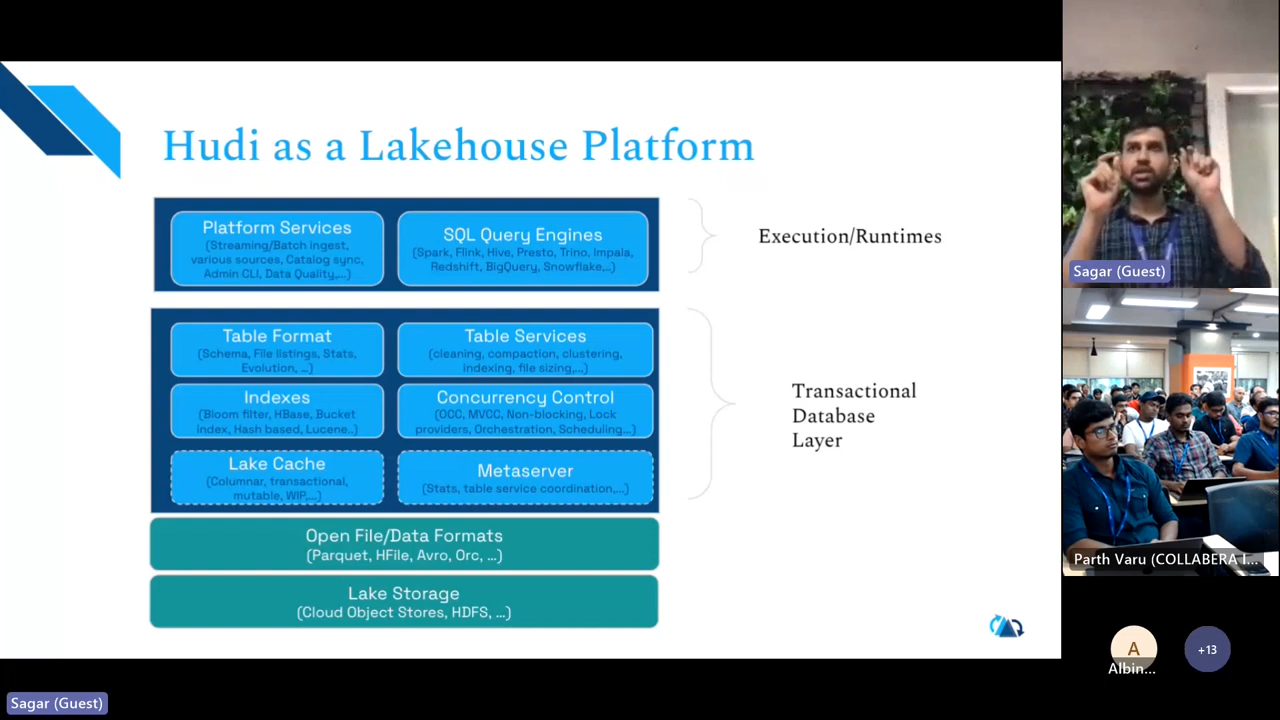 Hudi as a Lakehouse Platform
Platform Services
(Streaming/Batch ingest,
various sources, Catalog sync,
Admin CLI, Data Quality,...)
SQL Query Engines
(Spark, Flink, Hive, Presto, Trino, Impala,
Redshift, BigQuery, Snowflake,..)
Execution/Runtimes
Table Format
(Schema, File listings, Stats,
Evolution, ...)
Table Services
(cleaning, compaction, clustering,
indexing, file sizing,...)
Indexes
(Bloom filter, HBase, Bucket
index, Hash based, Lucene..)
Concurrency Control
(OCC, MVCC, Non-blocking, Lock
providers, Orchestration, Scheduling...)
Lake Cache
(Columnar, transactional,
mutable, WIP,...)
Metaserver
(Stats, table service coordination,...)
Transactional
Database
Layer
Open File/Data Formats
(Parquet, HFile, Avro, Orc, ...)
Lake Storage
(Cloud Object Stores, HDFS, ...)
Sagar (Guest)
Sagar (Guest)
Parth Varu (COLLABERA I...
A
Albin...
+13